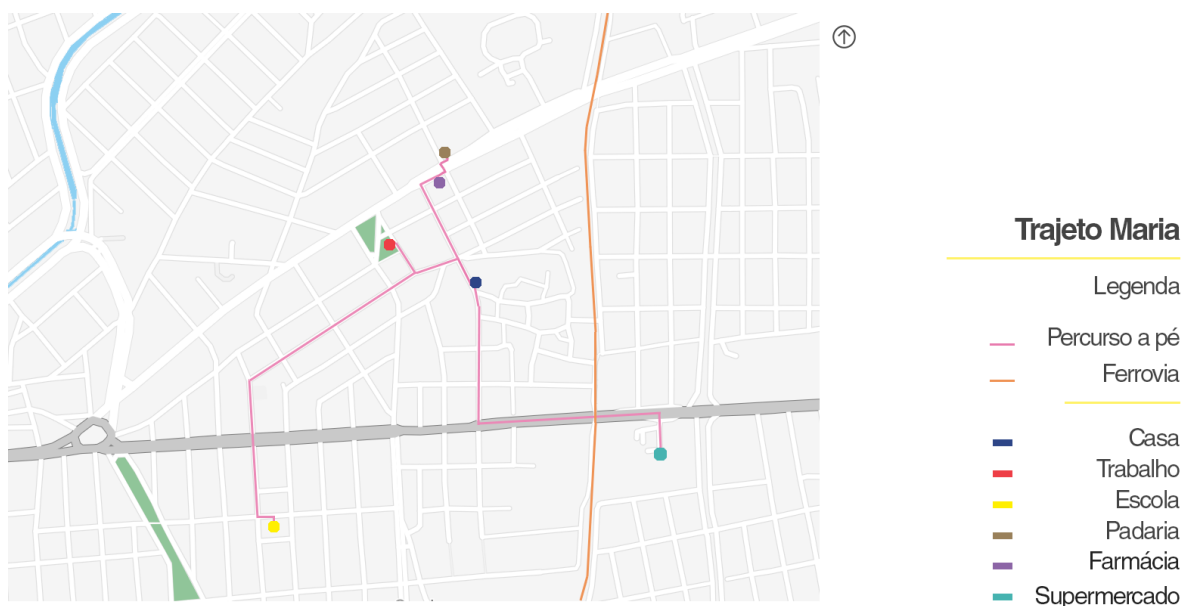 Trajeto Maria
Legenda
Percurso a pé
Ferrovia
Casa
Trabalho
Escola
Padaria
Farmácia
Supermercado